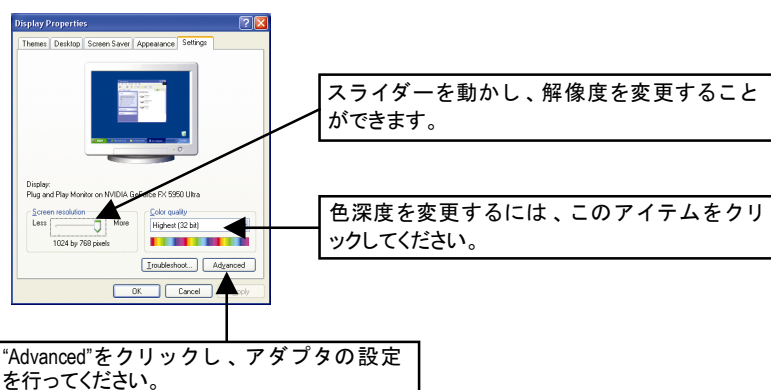 Display Properties
Themes Desktop Screen Saver Appearance Settings
スライダーを動かし、解像度を変更すること
ができます。
Display:
Plug and Play Monitor on NVIDIA GeForce FX 5950 Ultra
Screen resolution
Color quality
Less More
Highest (32 bit)
1024 by 768 pixels
色深度を変更するには、このアイテムをクリ
ックしてください。
Troubleshoot... Advanced
OK Cancel
"Advanced"をクリックし、アダプタの設定
を行ってください。